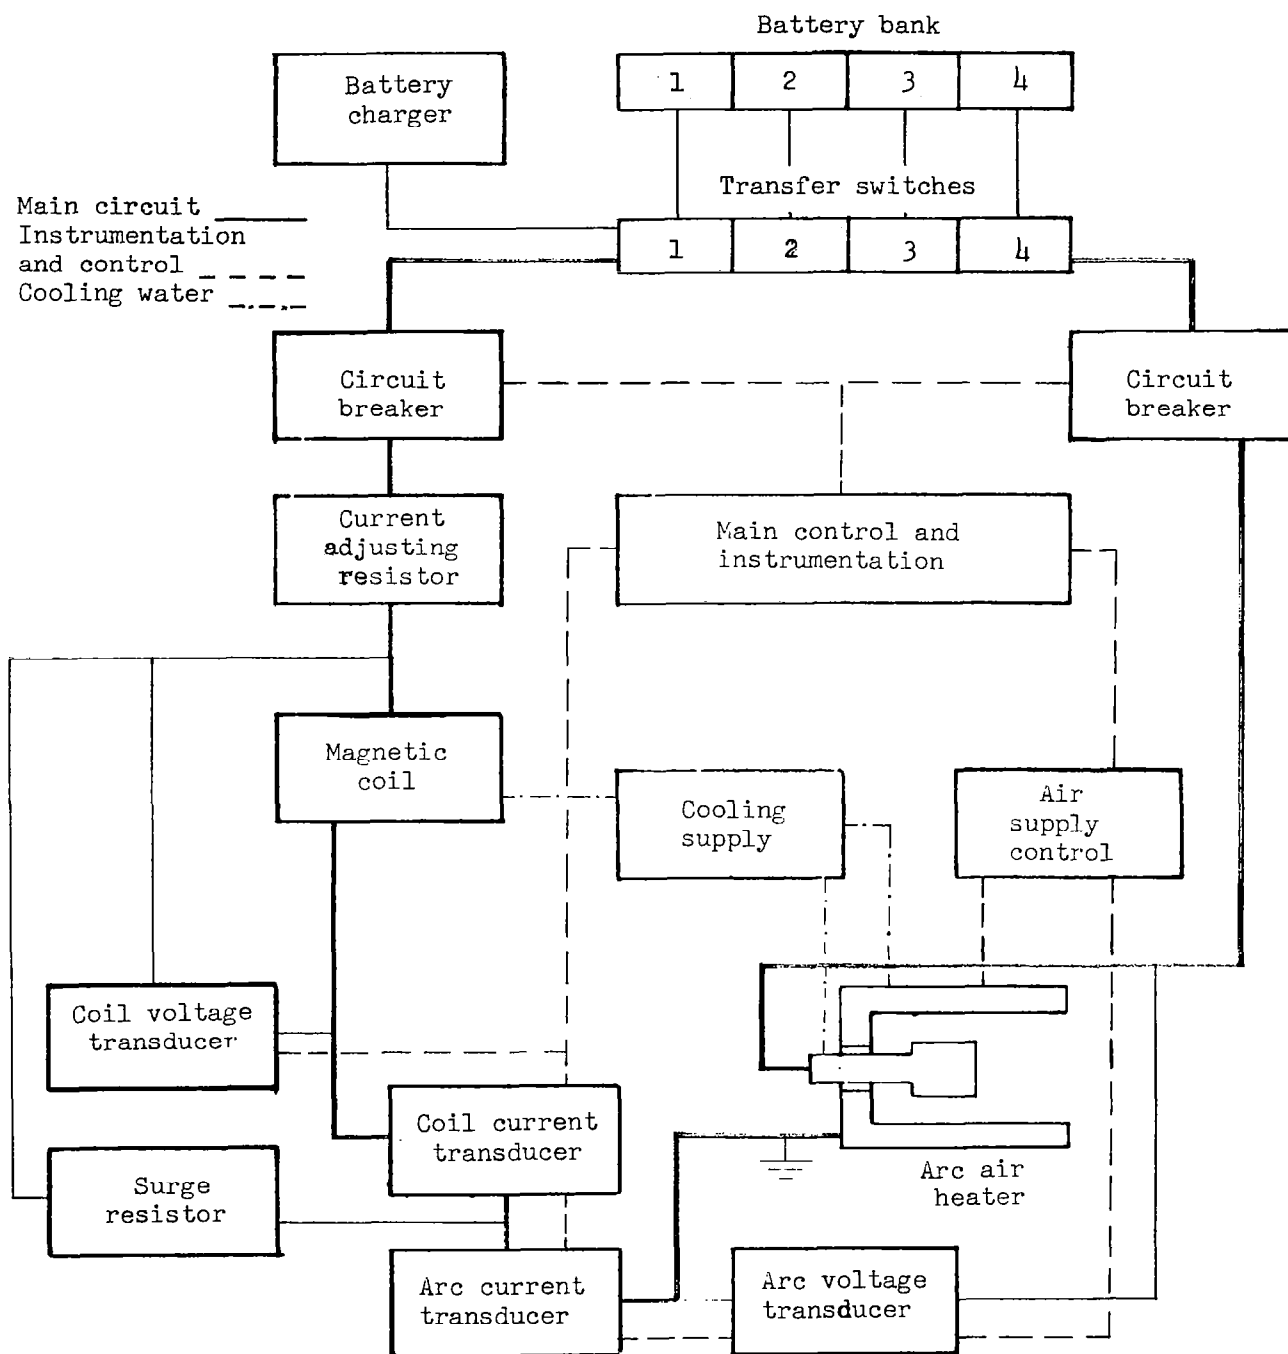 Battery bank
Battery
charger
1 2 3 4
Transfer switches
Main circuit
Instrumentation
and control
Cooling water
1 2 3 4
Circuit
breaker
Circuit
breaker
Current
adjusting
resistor
Main control and
instrumentation
Magnetic
coil
Cooling
supply
Air
supply
control
Coil voltage
transducer
Coil current
transducer
Surge
resistor
Arc air
heater
Arc current
transducer
Arc voltage
transducer